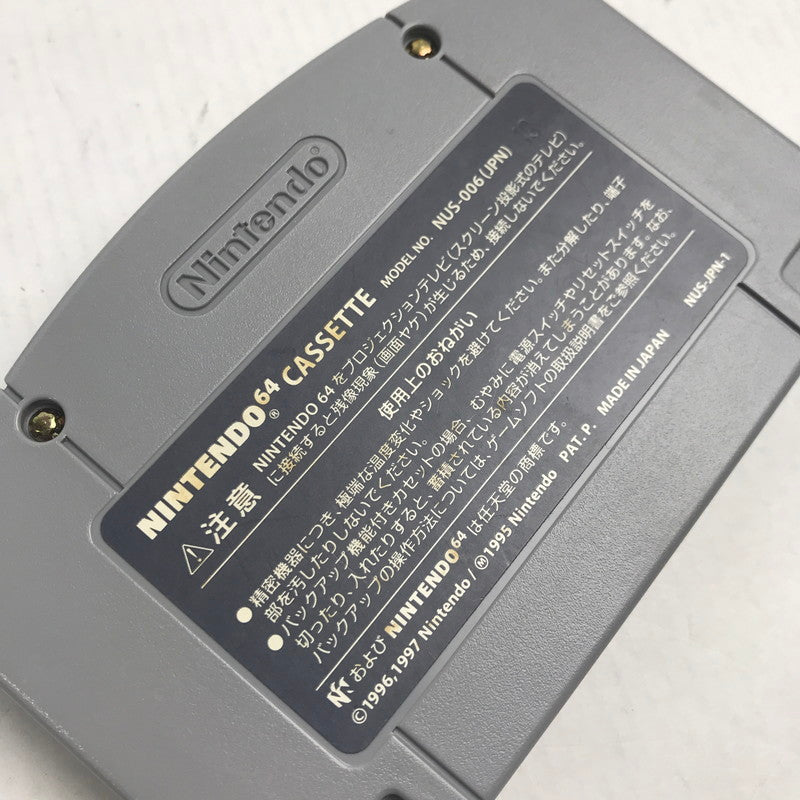 Nintendo
NINTENDO64® CASSETTE MODEL NO. NUS-006(JPN)
⚠注意 NINTENDO 64 をプロジェクションテレビ(スクリーン投影式のテレビ)
に接続すると残像現象(画面ヤケ)が生じるため、接続しないでください。
使用上のおねがい
●精密機器につき、極端な温度変化やショックを避けてください。また分解したり、端子
部を汚したりしないでください。
●バックアップ機能付きカセットの場合、むやみに電源スイッチやリセットスイッチを
切ったり、入れたりすると、蓄積されている内容が消えてしまうことがあります。なお、
バックアップの操作方法については、ゲームソフトの取扱説明書をご参照ください。
NUS-JPN-1
および NINTENDO64 は任天堂の商標です。
©1996,1997 Nintendo/Ⓜ1995 Nintendo PAT. P. MADE IN JAPAN